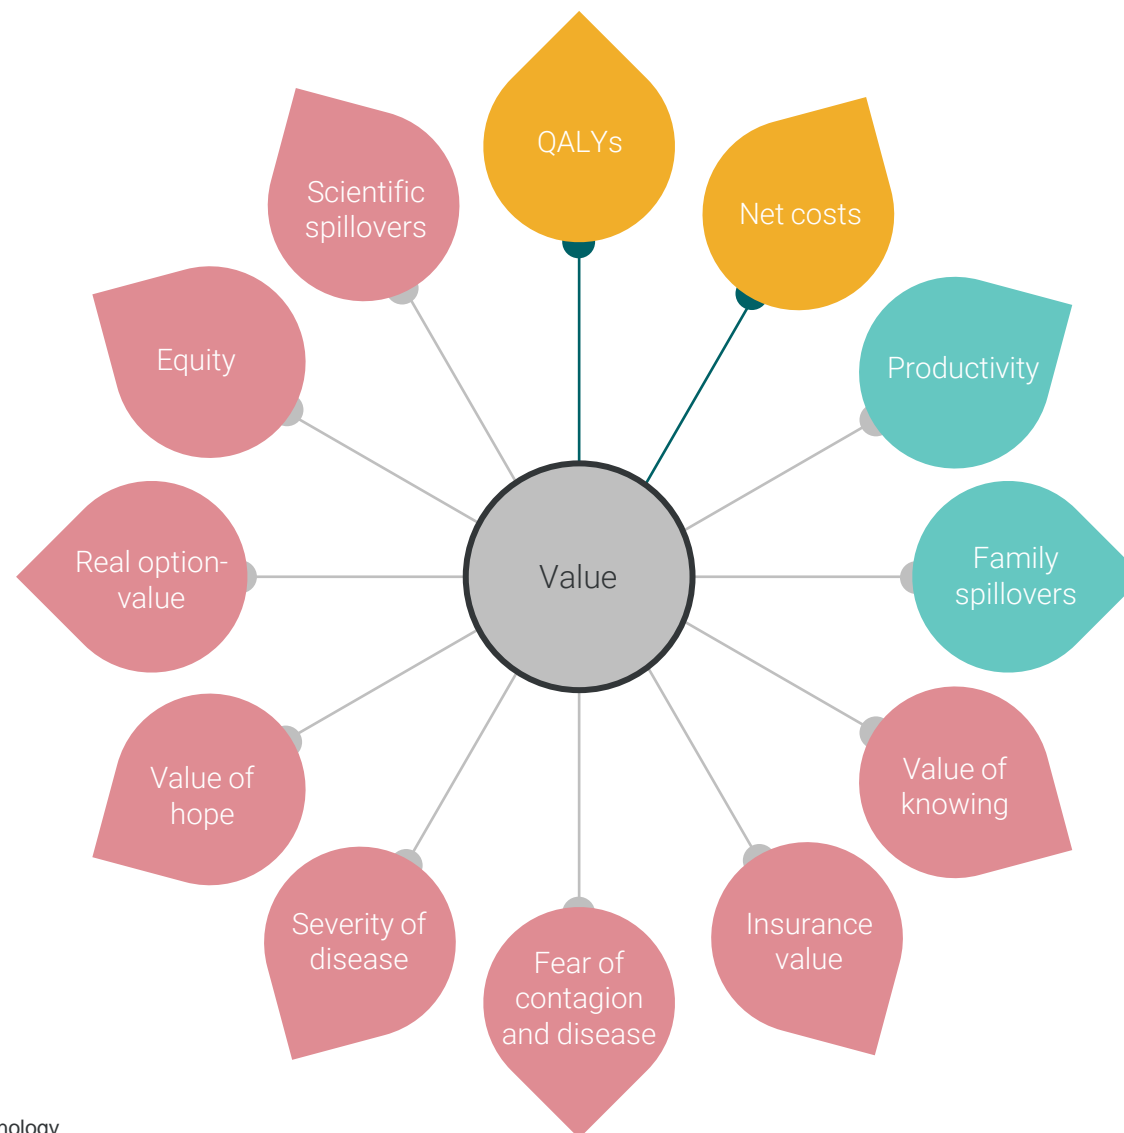 QALYs
Net costs
Productivity
Family
spillovers
Value of
knowing
Insurance
value
Fear of
contagion
and disease
Severity of
disease
Value of
hope
Real option-
value
Equity
Scientific
spillovers
Value